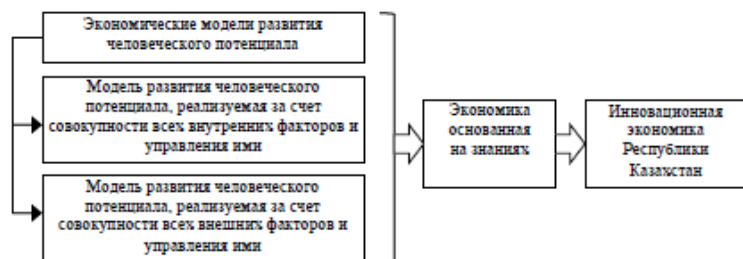 Экономические модели развития
человеческого потенциала
Модель развития человеческого
потенциала, реализуемая за счет
совокупности всех внутренних факторов и
управления ими
Модель развития человеческого
потенциала, реализуемая за счет
совокупности всех внешних факторов и
управления ими
Экономика
основанная
на знаниях
Инновационная
экономика
Республики
Казахстан